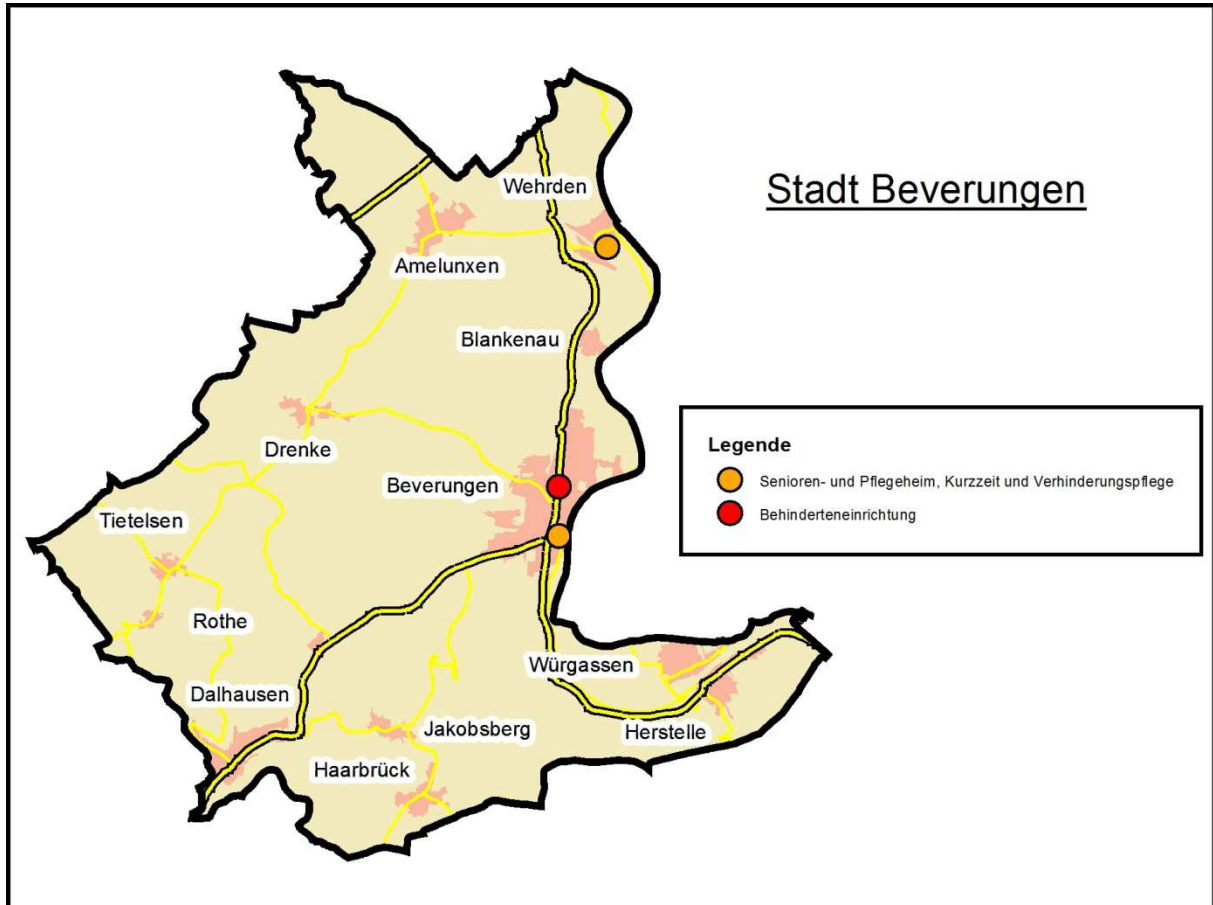 Stadt Beverungen
Wehrden
Amelunxen
Blankenau
Drenke
Beverungen
Tietelsen
Rothe
Dalhausen
Würgassen
Jakobsberg
Herstelle
Haarbrück
Legende
Senioren- und Pflegeheim, Kurzzeit und Verhinderungspflege
Behinderteneinrichtung